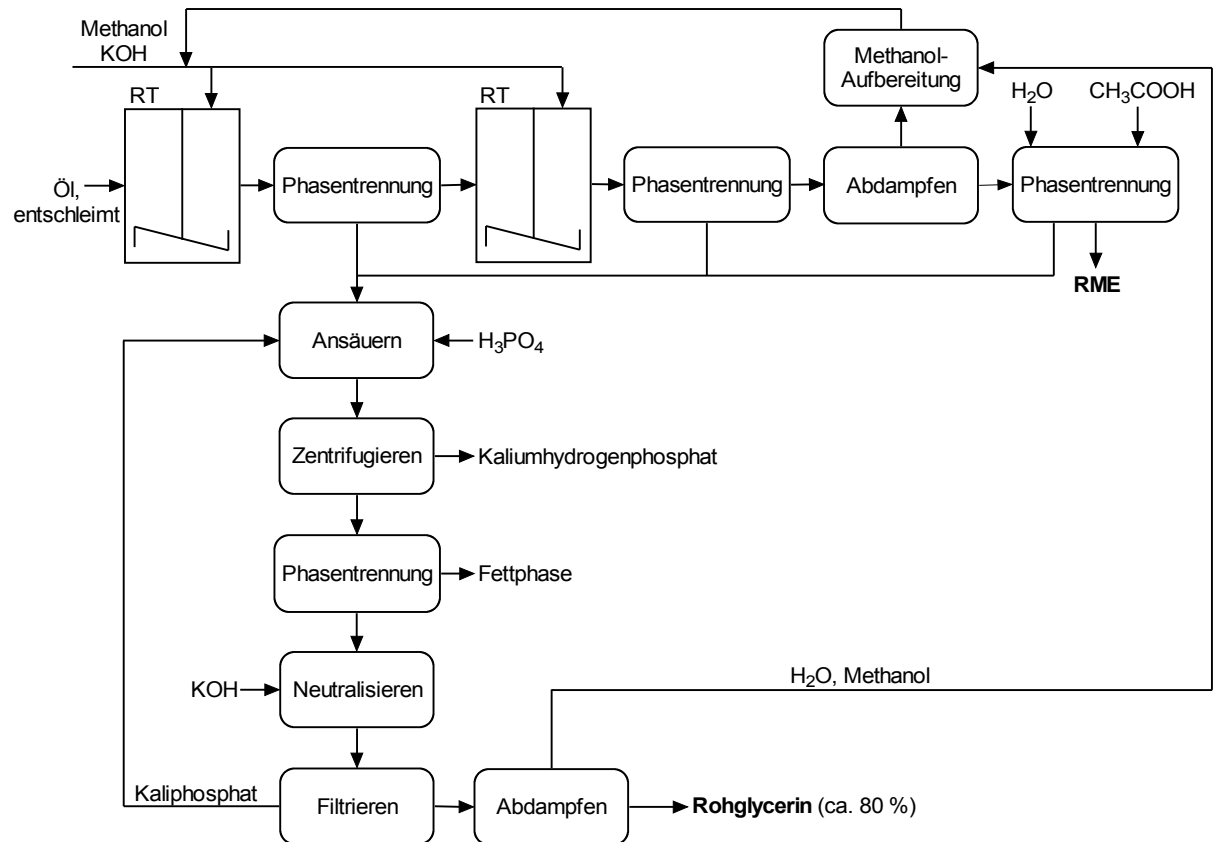 Methanol
KOH
RT
RT
Methanol-
Aufbereitung
H₂O
CH₃COOH
Öl,
entschleimt
Phasentrennung
Phasentrennung
Abdampfen
Phasentrennung
RME
Ansäuern
H₃PO₄
Zentrifugieren
Kaliumhydrogenphosphat
Phasentrennung
Fettphase
KOH
Neutralisieren
H₂O, Methanol
Kaliphosphat
Filtrieren
Abdampfen
Rohglycerin (ca. 80 %)